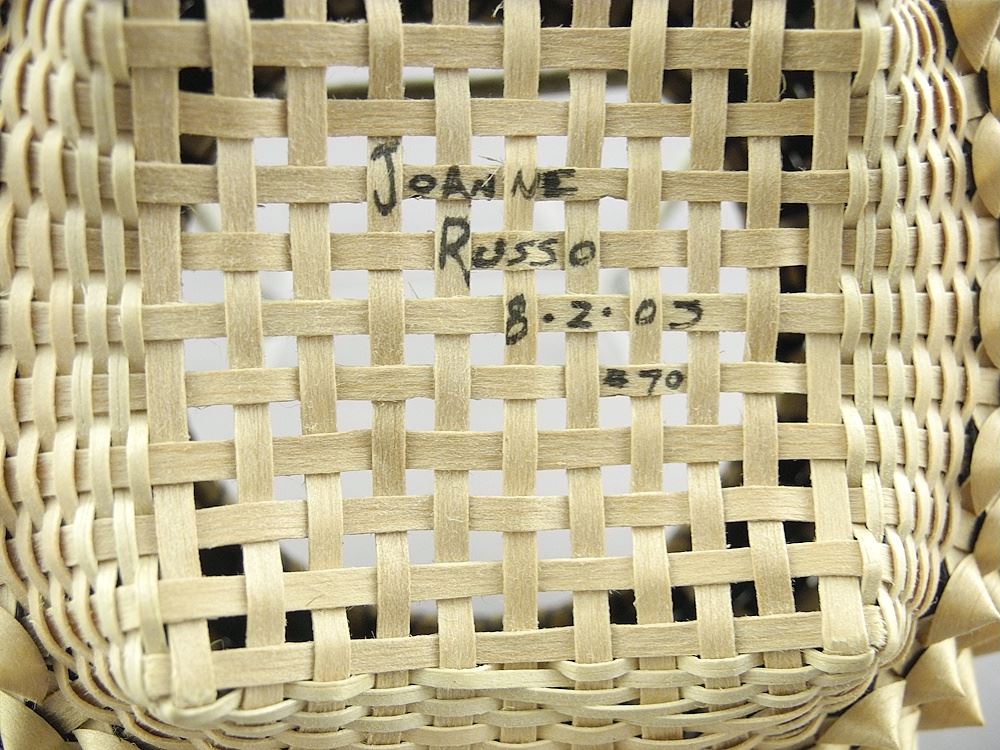 JOANNE
RUSSO
8.2.03
#70